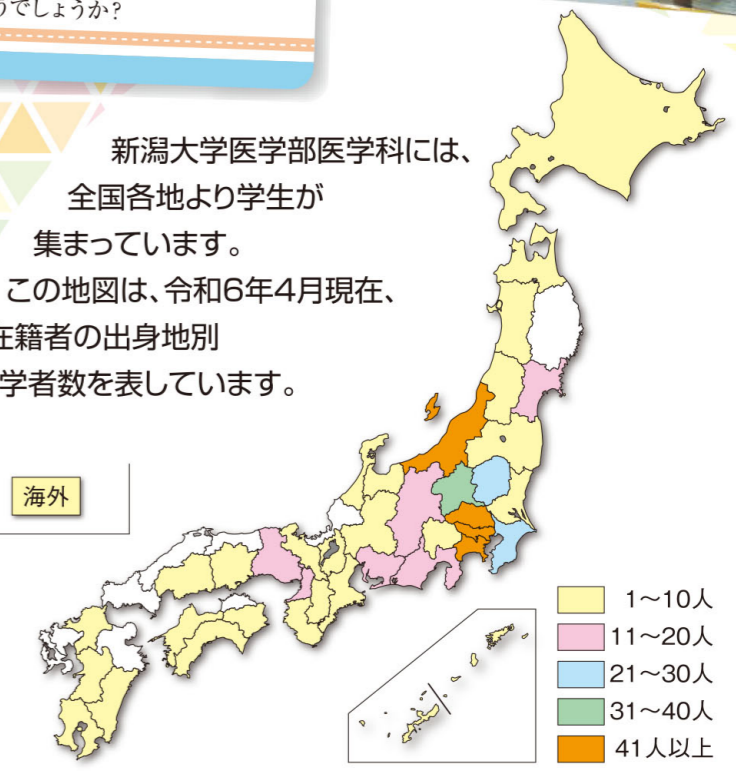 うでしょうか?
新潟大学医学部医学科には、
全国各地より学生が
集まっています。
この地図は、令和6年4月現在、
在籍者の出身地別
学者数を表しています。
海外
1～10人
11～20人
21～30人
31～40人
41人以上